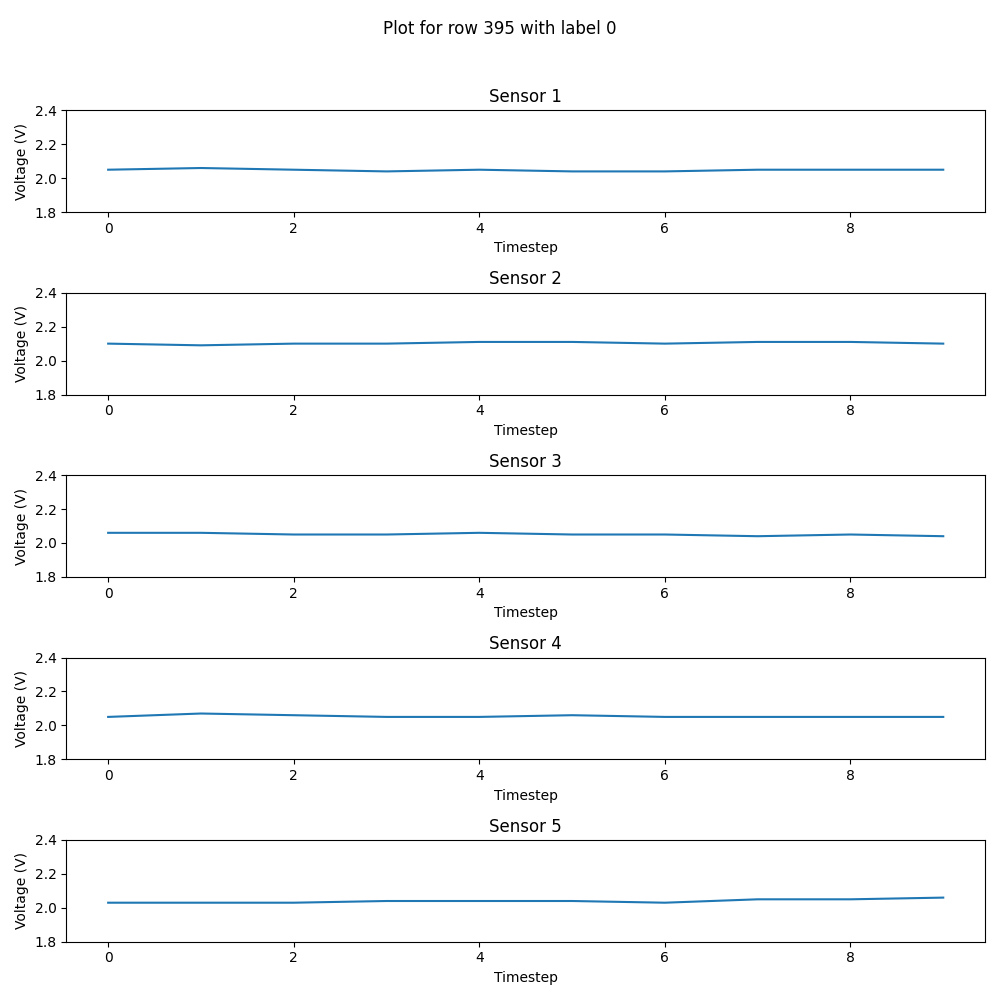 Plot for row 395 with label 0
Sensor 1
Voltage (V)
2.4
2.2
2.0
1.8
0 2 4 6 8
Timestep
Sensor 2
Voltage (V)
2.4
2.2
2.0
1.8
0 2 4 6 8
Timestep
Sensor 3
Voltage (V)
2.4
2.2
2.0
1.8
0 2 4 6 8
Timestep
Sensor 4
Voltage (V)
2.4
2.2
2.0
1.8
0 2 4 6 8
Timestep
Sensor 5
Voltage (V)
2.4
2.2
2.0
1.8
0 2 4 6 8
Timestep